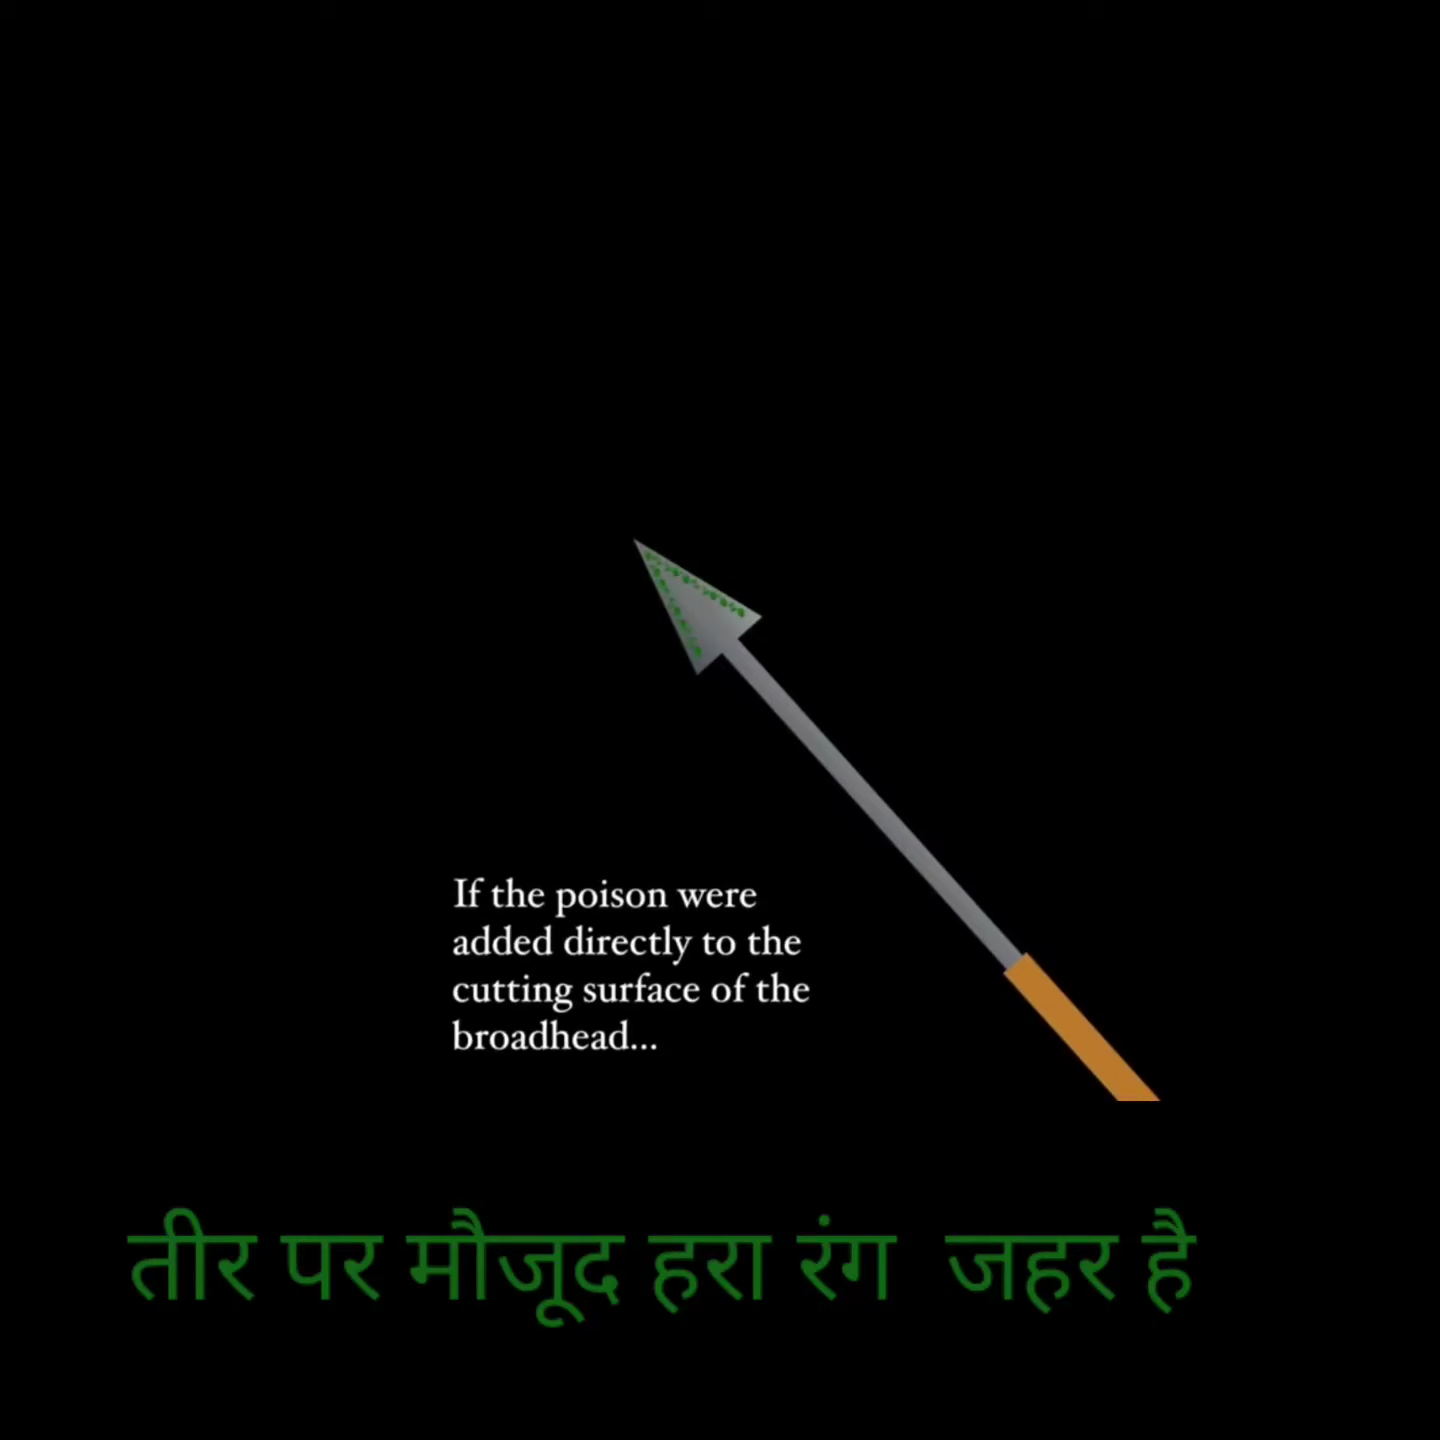 If the poison were
added directly to the
cutting surface of the
broadhead...
तीर पर मौजूद हरा रंग जहर है